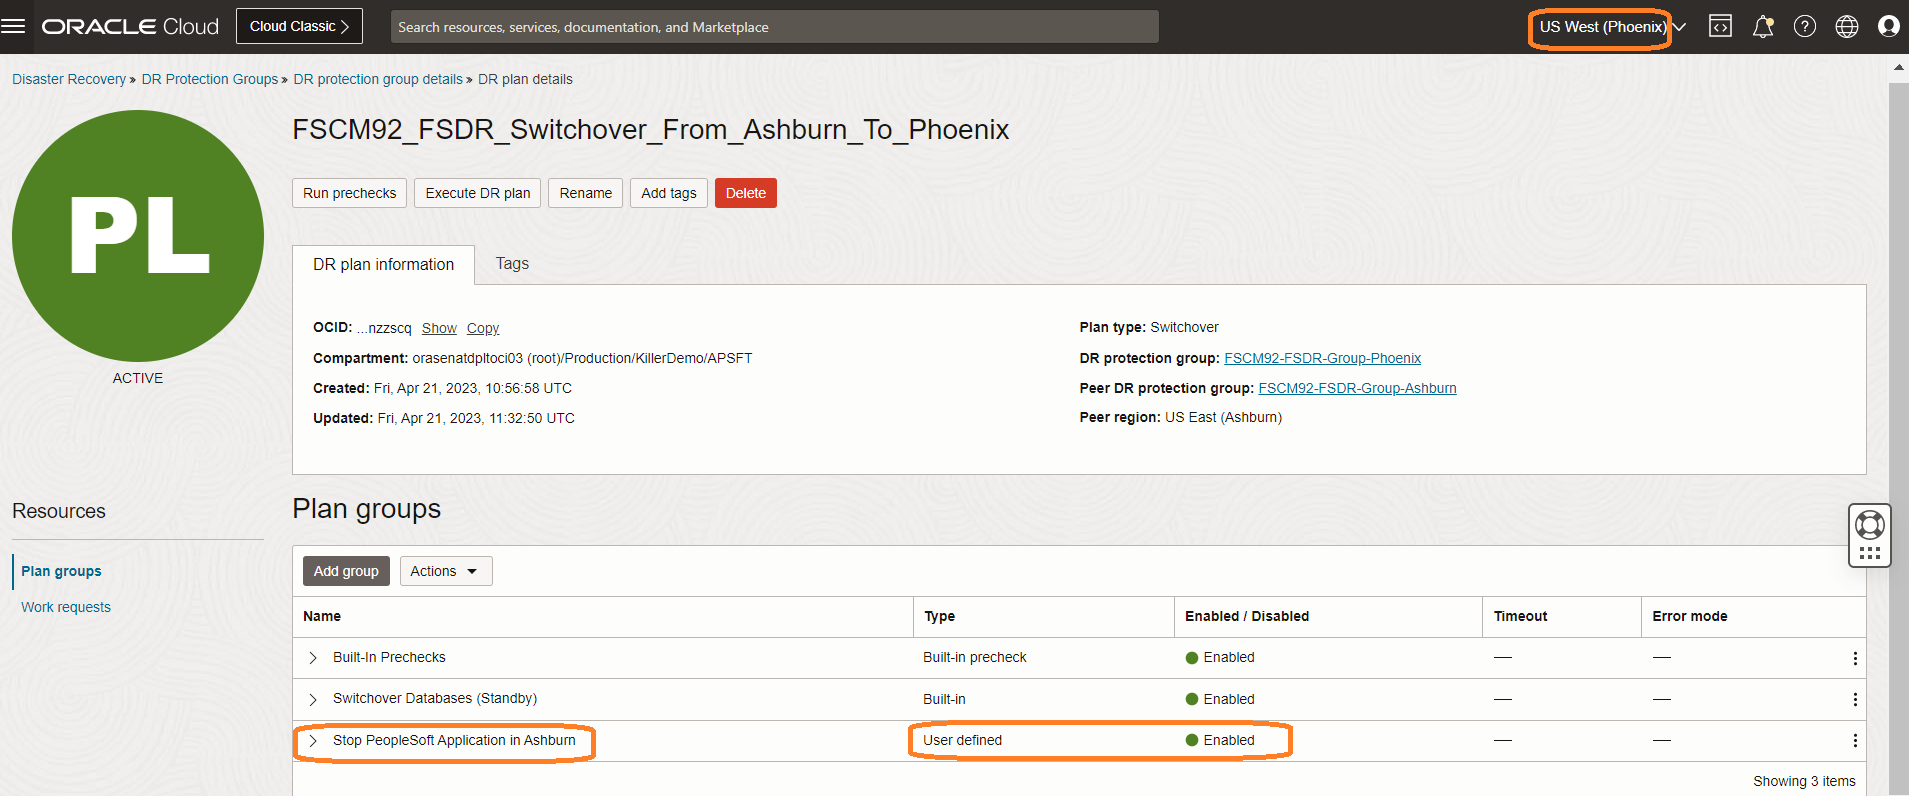 ORACLE Cloud
Cloud Classic
Search resources, services, documentation, and Marketplace
US West (Phoenix)
Disaster Recovery » DR Protection Groups » DR protection group details » DR plan details
PL
ACTIVE
FSCM92_FSDR_Switchover_From_Ashburn_To_Phoenix
Run prechecks Execute DR plan Rename Add tags Delete
DR plan information Tags
OCID: ...nzzscq Show Copy
Compartment: orasenatdpltoci03 (root)/Production/KillerDemo/APSFT
Created: Fri, Apr 21, 2023, 10:56:58 UTC
Updated: Fri, Apr 21, 2023, 11:32:50 UTC
Plan type: Switchover
DR protection group: FSCM92-FSDR-Group-Phoenix
Peer DR protection group: FSCM92-FSDR-Group-Ashburn
Peer region: US East (Ashburn)
Resources
Plan groups
Work requests
Plan groups
Add group Actions
Name Type Enabled / Disabled Timeout Error mode
Built-In Prechecks Built-in precheck Enabled — —
Switchover Databases (Standby) Built-in Enabled — —
Stop PeopleSoft Application in Ashburn User defined Enabled — —
Showing 3 items